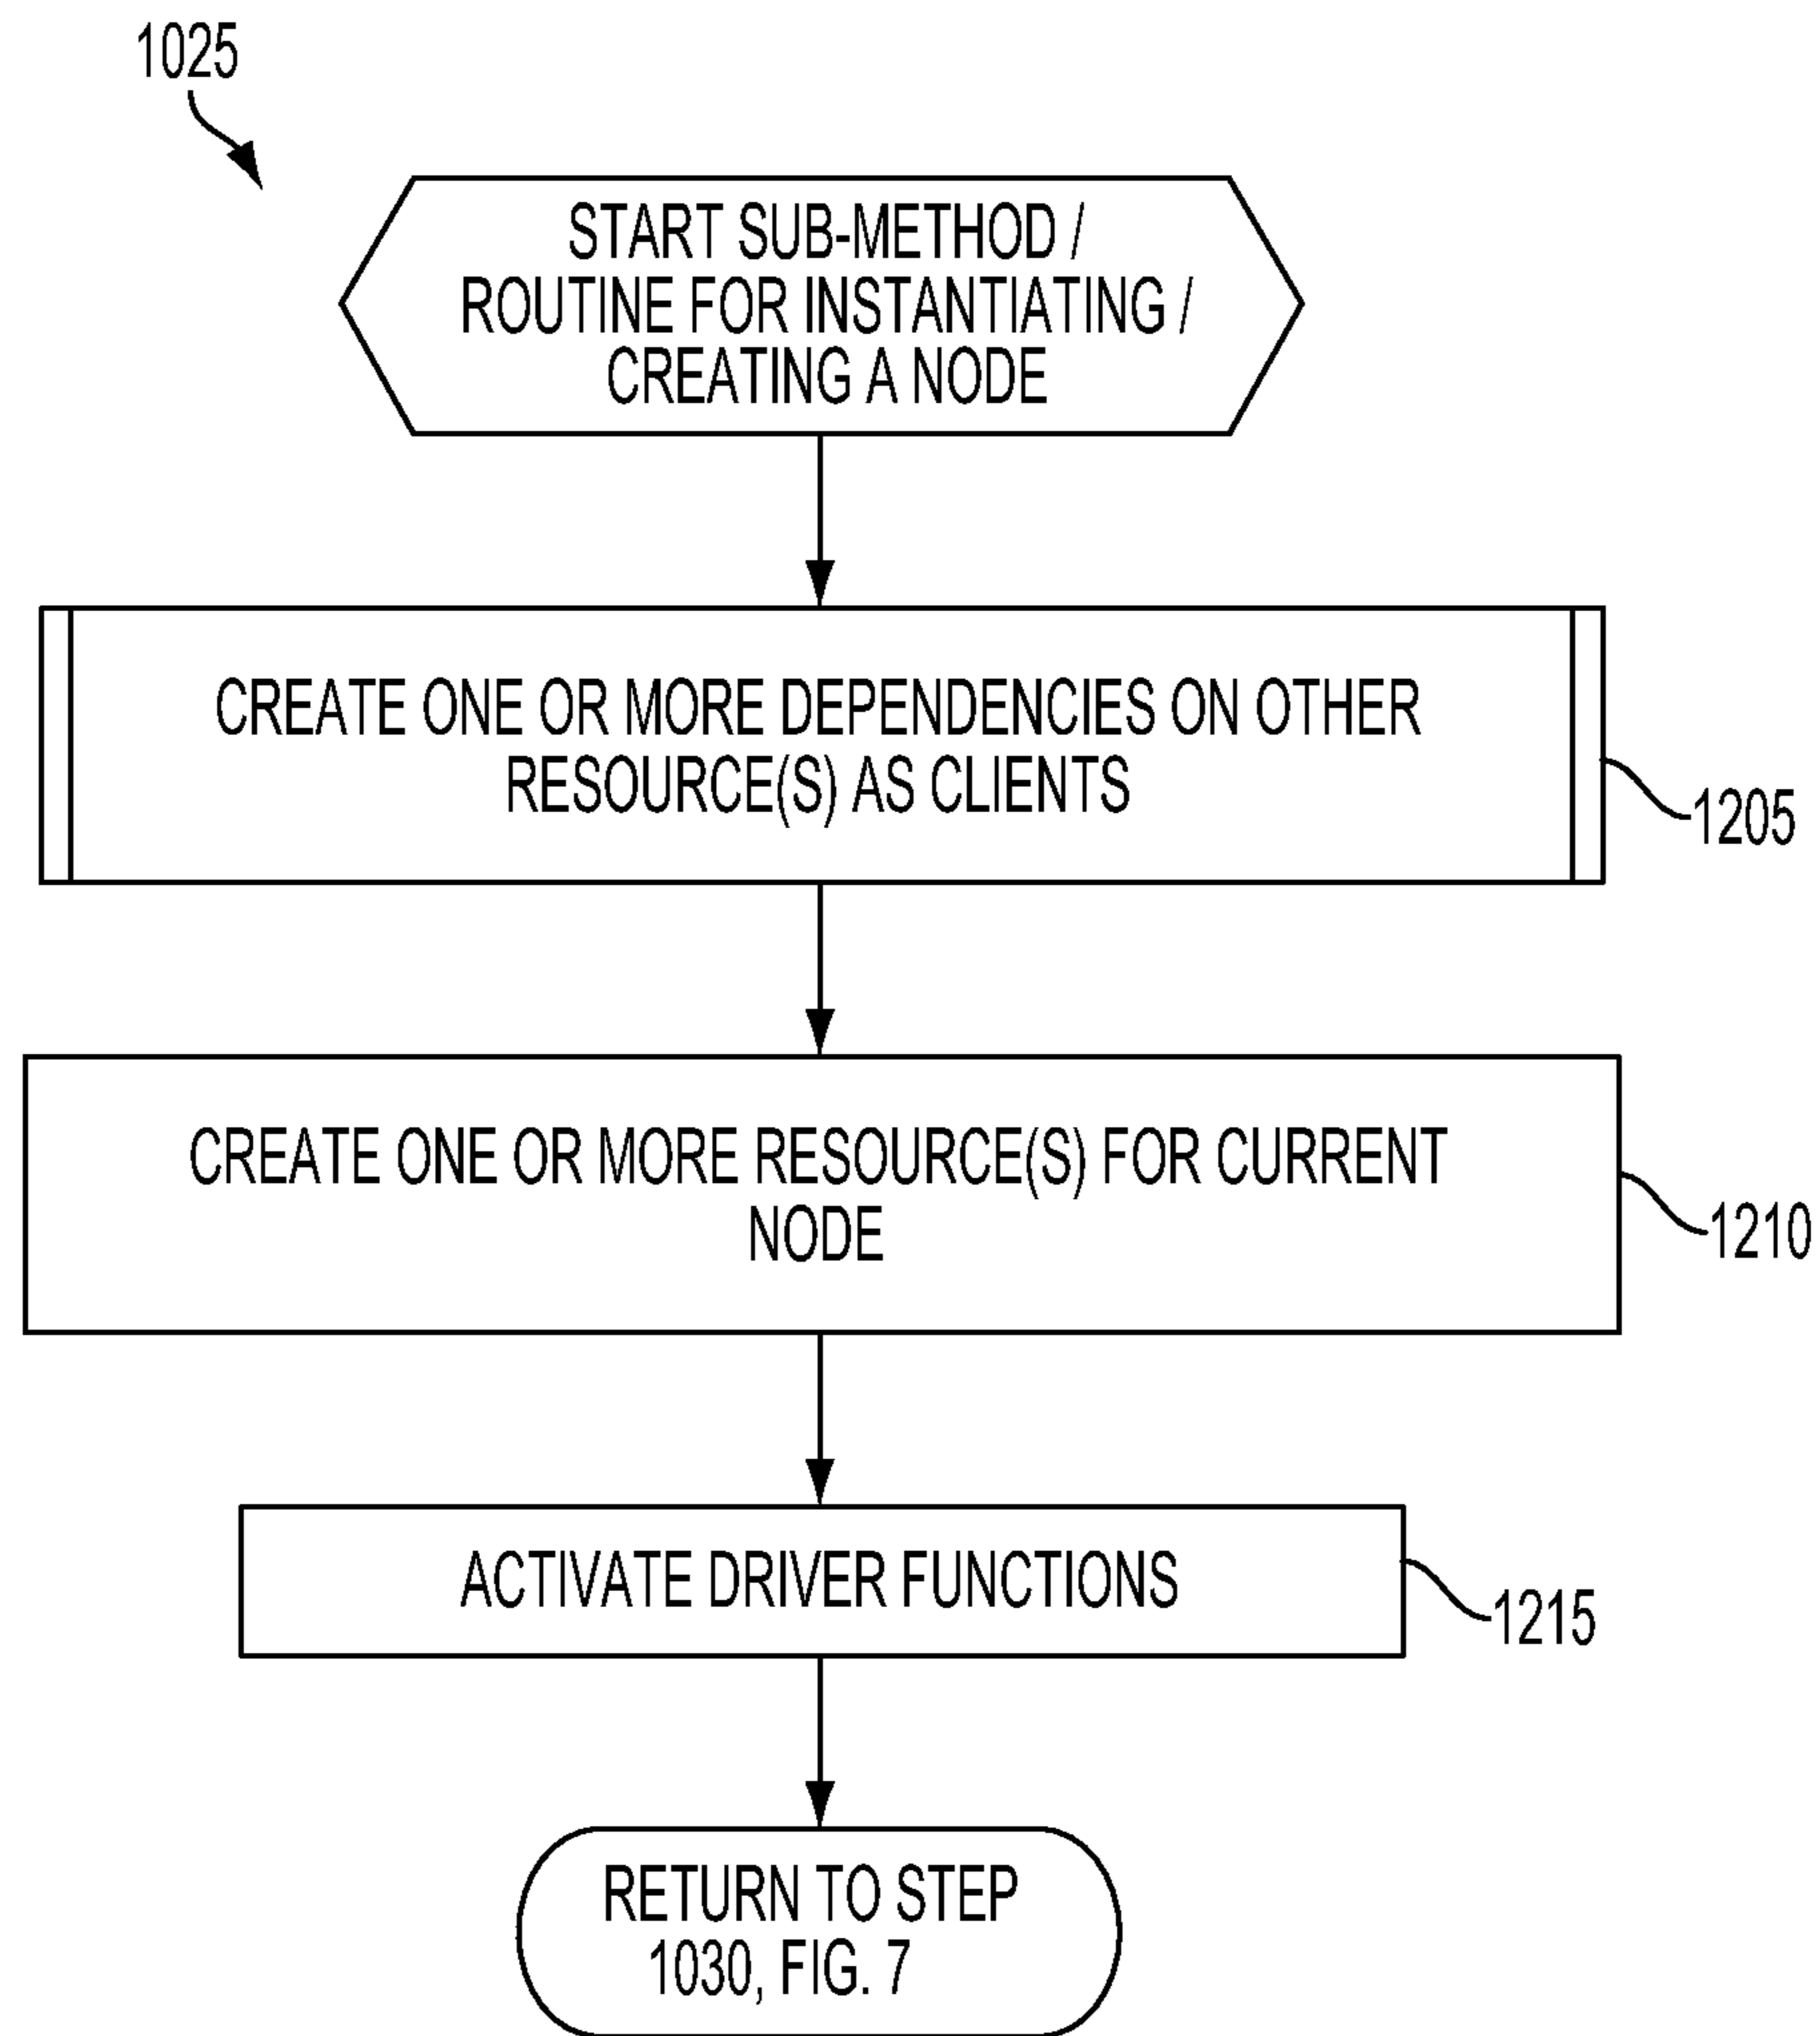 1025
START SUB-METHOD /
ROUTINE FOR INSTANTIATING /
CREATING A NODE
CREATE ONE OR MORE DEPENDENCIES ON OTHER
RESOURCE(S) AS CLIENTS
1205
CREATE ONE OR MORE RESOURCE(S) FOR CURRENT
NODE
1210
ACTIVATE DRIVER FUNCTIONS
1215
RETURN TO STEP
1030, FIG. 7